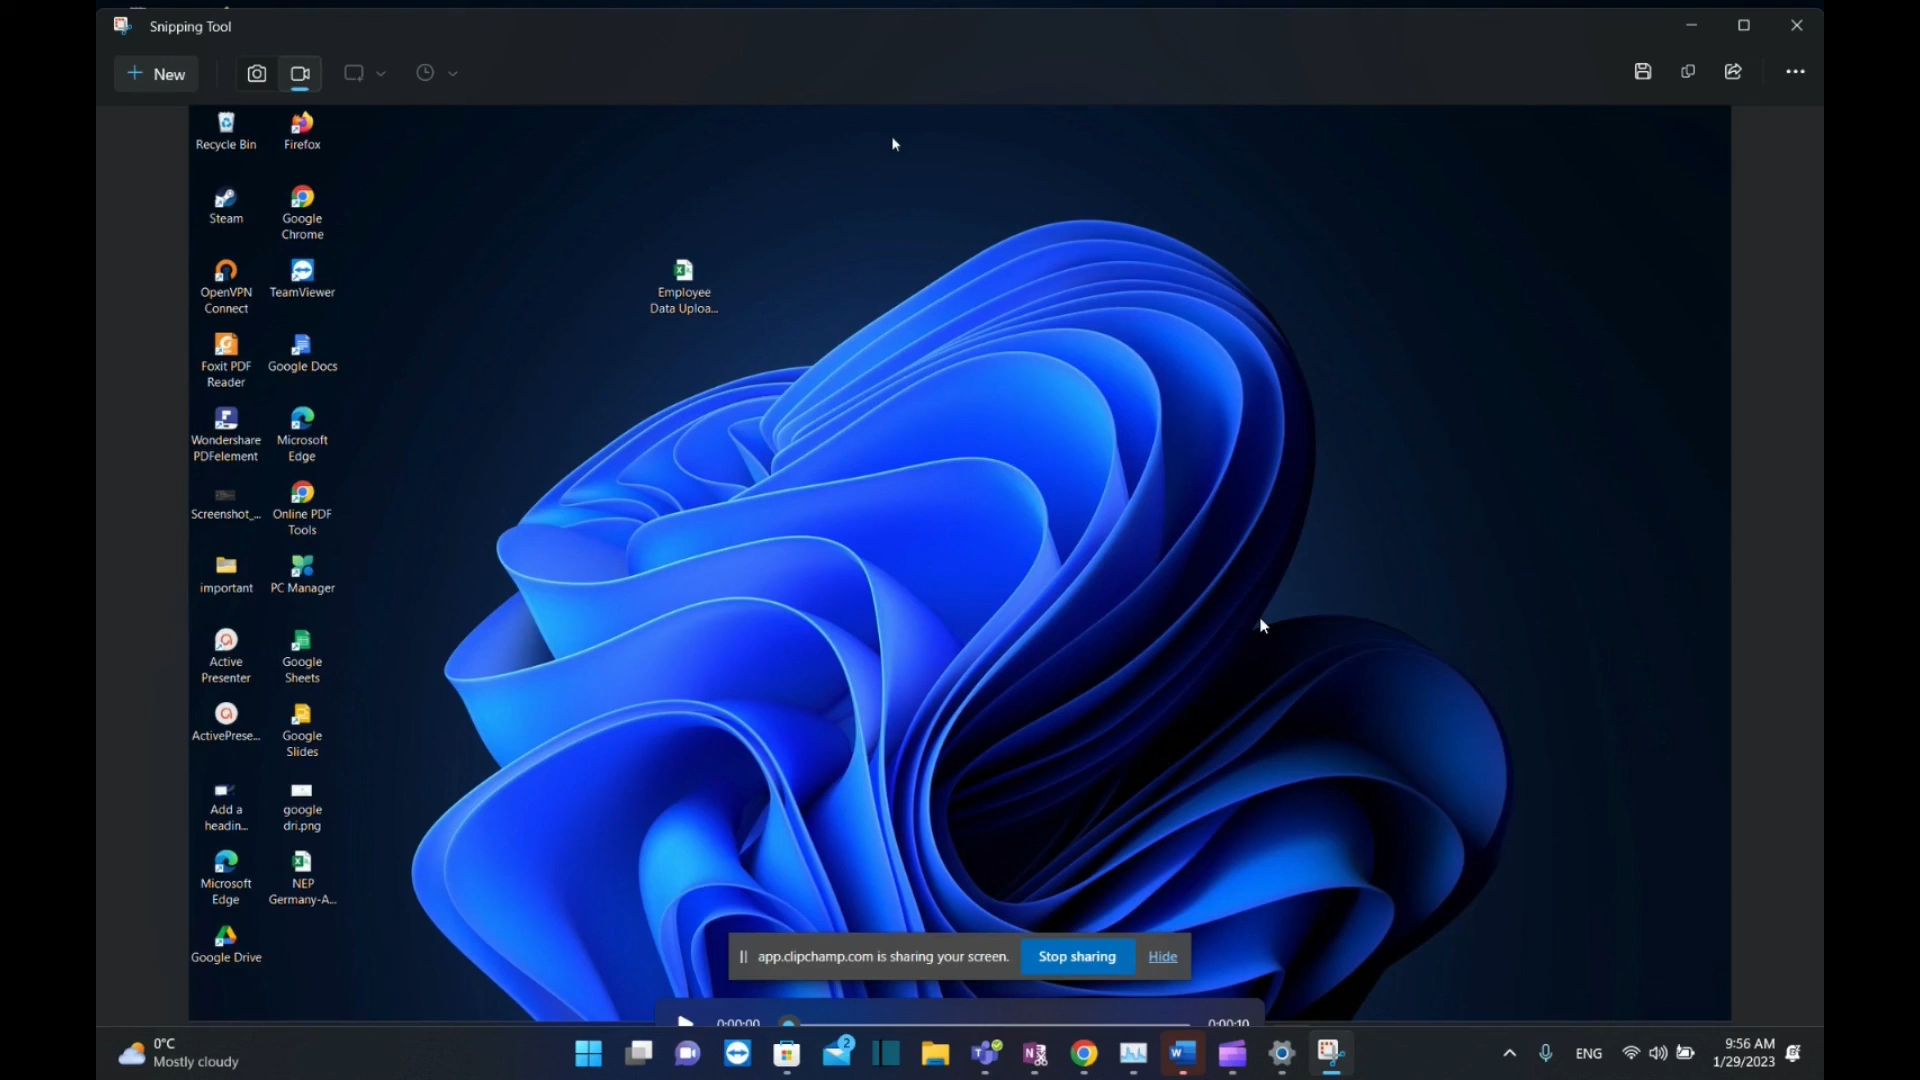 Snipping Tool
New
Recycle Bin
Firefox
Steam
Google
Chrome
OpenVPN
Connect
TeamViewer
Employee
Data Uploa...
Foxit PDF
Reader
Google Docs
Wondershare
PDFelement
Microsoft
Edge
Screenshot_...
Online PDF
Tools
important
PC Manager
Active
Presenter
Google
Sheets
ActivePrese...
Google
Slides
Add a
headin...
google
dri.png
Microsoft
Edge
NEP
Germany-A...
Google Drive
app.clipchamp.com is sharing your screen.
Stop sharing
Hide
0:00:00
0:00:10
0°C
Mostly cloudy
2
ENG
9:56 AM
1/29/2023